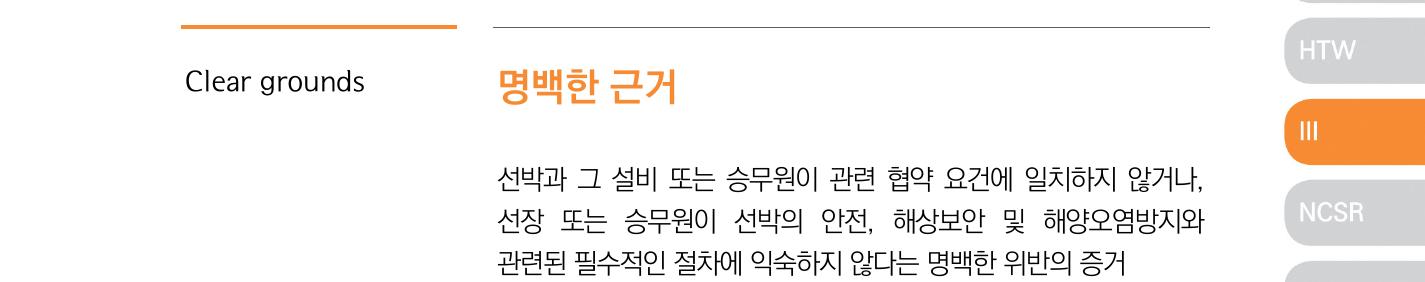 Clear grounds
명백한 근거
선박과 그 설비 또는 승무원이 관련 협약 요건에 일치하지 않거나,
선장 또는 승무원이 선박의 안전, 해상보안 및 해양오염방지와
관련된 필수적인 절차에 익숙하지 않다는 명백한 위반의 증거
HTW
III
NCSR